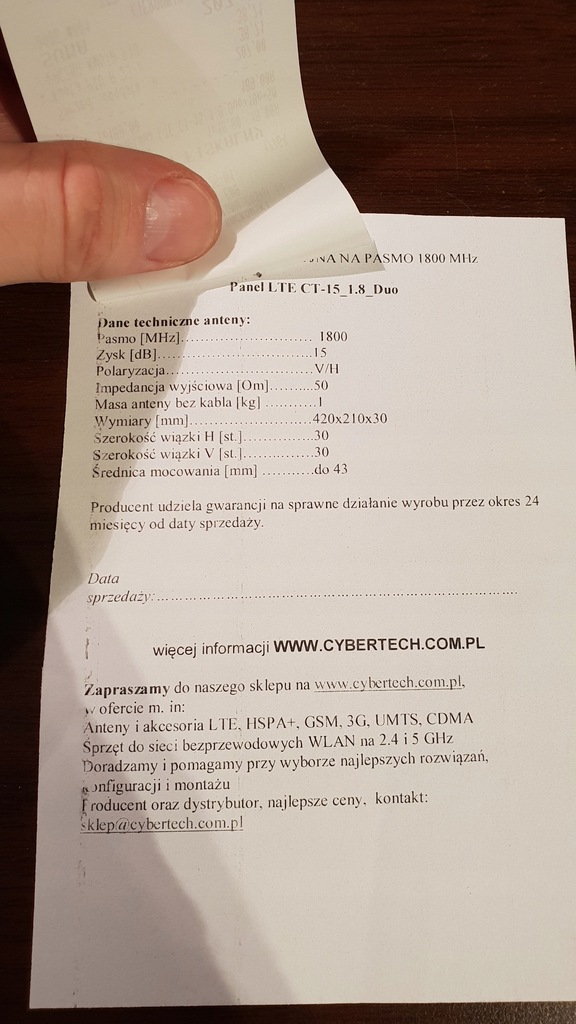 NA PASMO 1800 MHz
Panel LTE CT-15_1.8_Duo
Dane techniczne anteny:
Pasmo [MHz]........................... 1800
Zysk [dB]................................15
Polaryzacja..............................V/H
Impedancja wyjściowa [Om].........50
Masa anteny bez kabla [kg] ...........1
Wymiary [mm].........................420x210x30
Szerokość wiązki H [st.]...............30
Szerokość wiązki V [st.]...............30
Średnica mocowania [mm] ...........do 43
Producent udziela gwarancji na sprawne działanie wyrobu przez okres 24
miesięcy od daty sprzedaży.
Data
sprzedaży:....................................................................
więcej informacji WWW.CYBERTECH.COM.PL
Zapraszamy do naszego sklepu na www.cybertech.com.pl,
w ofercie m. in:
Anteny i akcesoria LTE, HSPA+, GSM, 3G, UMTS, CDMA
Sprzęt do sieci bezprzewodowych WLAN na 2.4 i 5 GHz
Doradzamy i pomagamy przy wyborze najlepszych rozwiązań,
konfiguracji i montażu
Producent oraz dystrybutor, najlepsze ceny, kontakt:
sklep@cybertech.com.pl